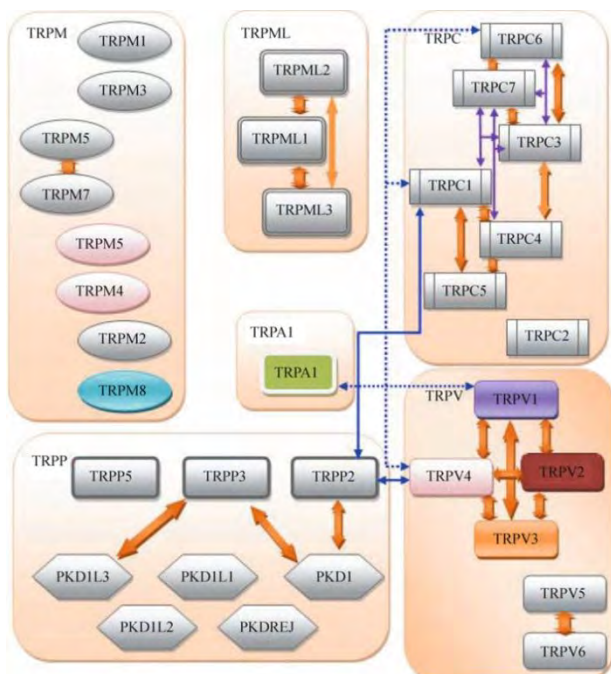 TRPM
TRPM1
TRPM3
TRPM5
TRPM7
TRPM5
TRPM4
TRPM2
TRPM8
TRPML
TRPML2
TRPML1
TRPML3
TRPC
TRPC6
TRPC7
TRPC3
TRPC1
TRPC4
TRPC5
TRPC2
TRPA1
TRPA1
TRPV
TRPV1
TRPV4
TRPV2
TRPV3
TRPV5
TRPV6
TRPP
TRPP5
TRPP3
TRPP2
PKD1L3
PKD1L1
PKD1
PKD1L2
PKDREJ